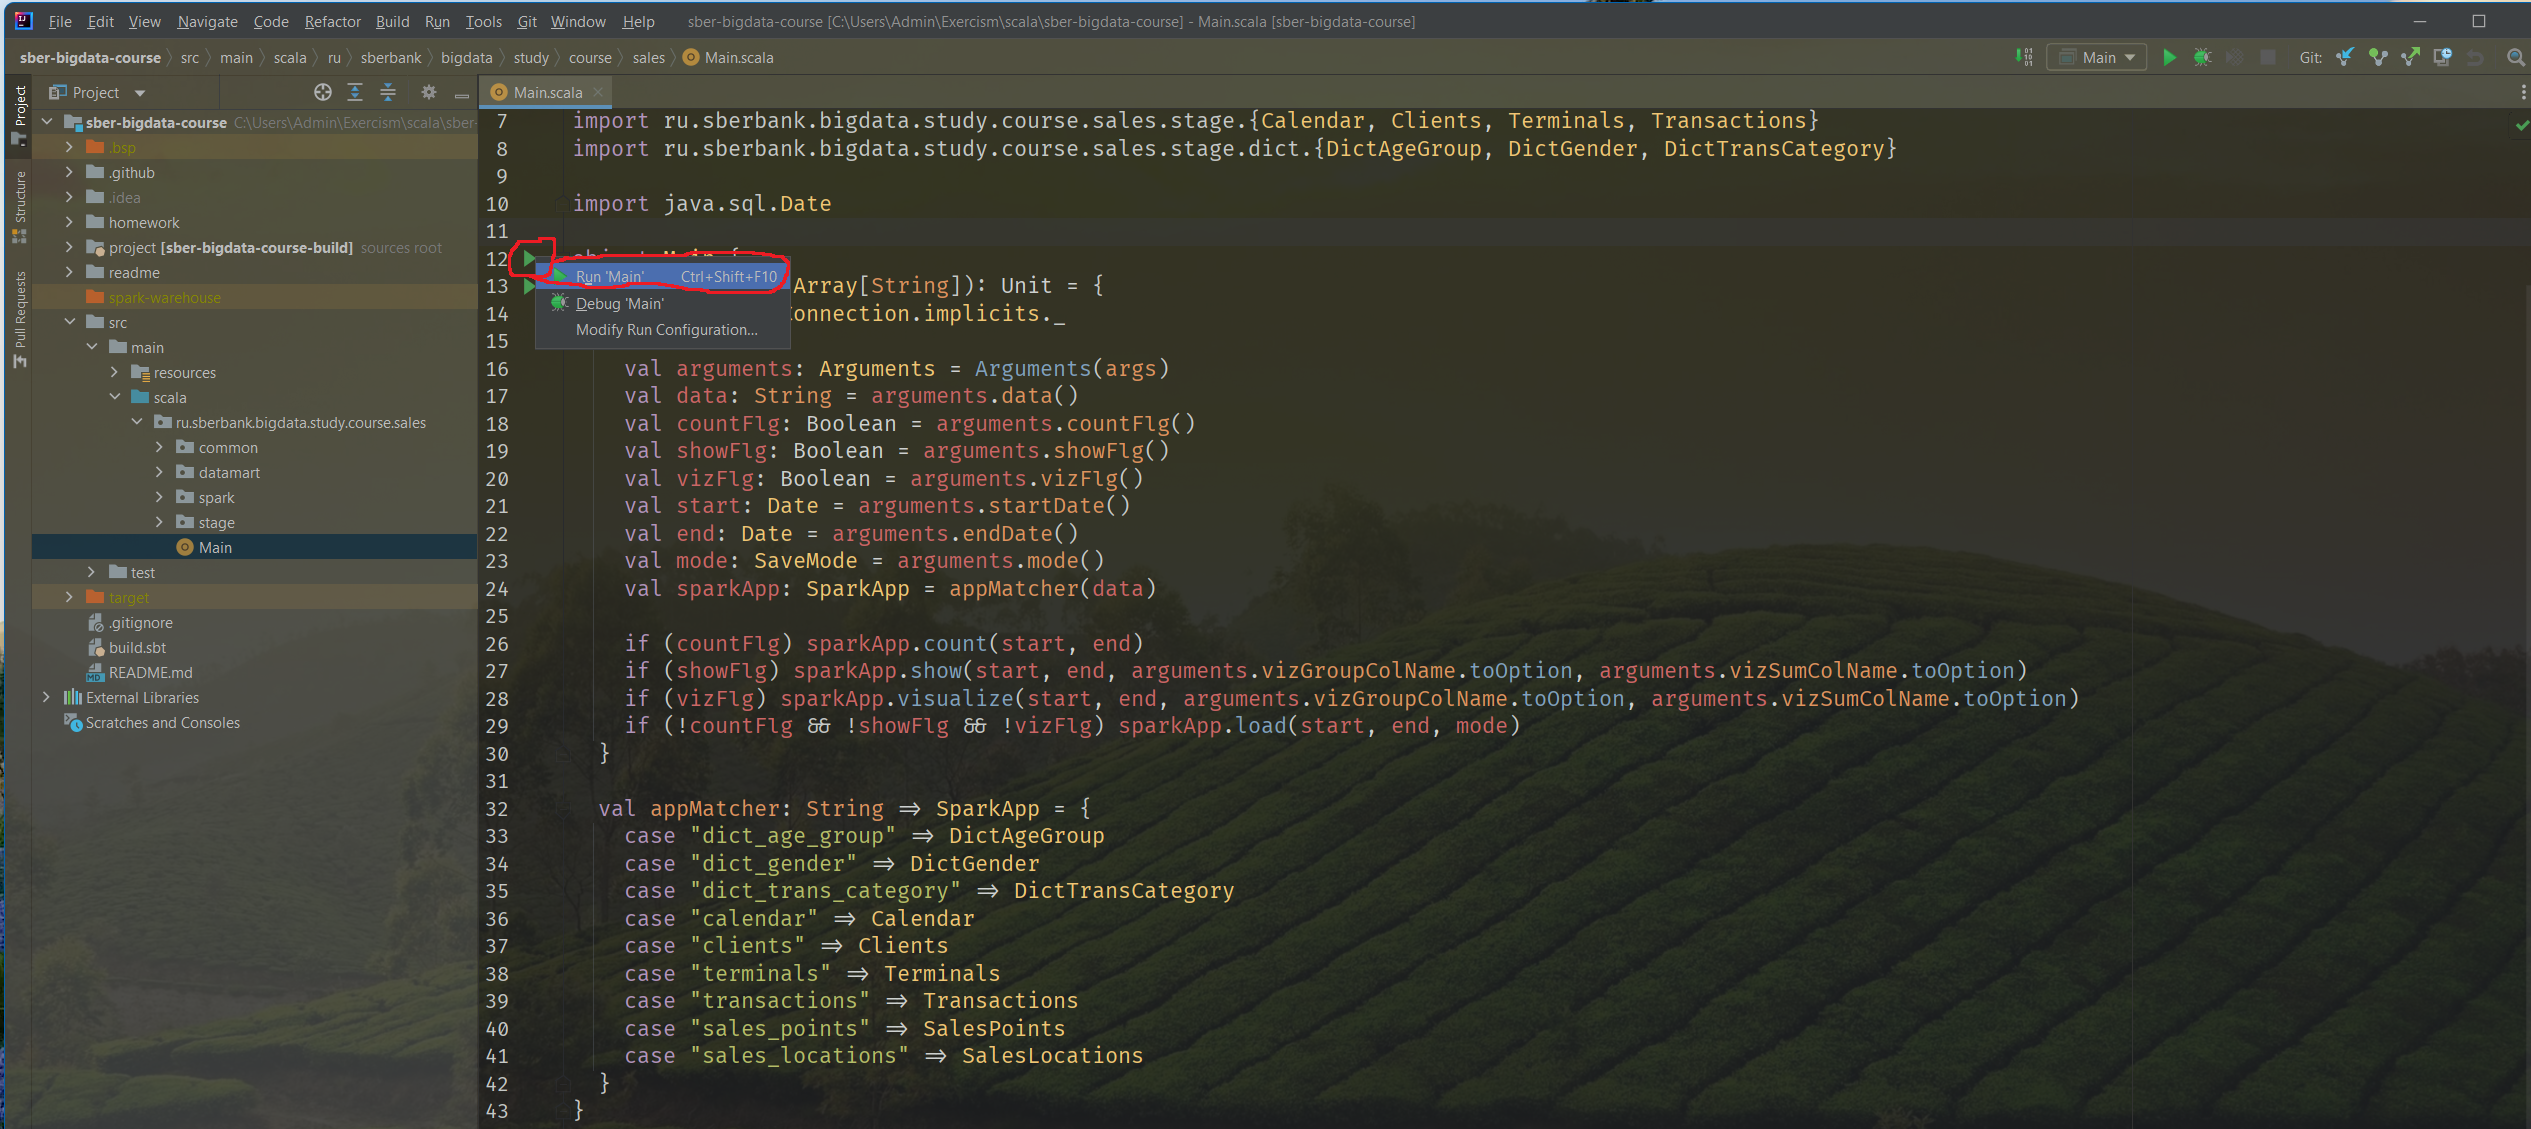 File Edit View Navigate Code Refactor Build Run Tools Git Window Help sber-bigdata-course [C:\Users\Admin\Exercism\scala\sber-bigdata-course] - Main.scala [sber-bigdata-course]
sber-bigdata-course src main scala ru sberbank bigdata study course sales Main.scala Main Git:
Project Project Main.scala
Structure
Pull Requests
sber-bigdata-course C:\Users\Admin\Exercism\scala\sber-
.bsp
.github
.idea
homework
project [sber-bigdata-course-build] sources root
readme
spark-warehouse
src
main
resources
scala
ru.sberbank.bigdata.study.course.sales
common
datamart
spark
stage
Main
test
target
.gitignore
build.sbt
README.md
External Libraries
Scratches and Consoles
7 import ru.sberbank.bigdata.study.course.sales.stage.{Calendar, Clients, Terminals, Transactions}
8 import ru.sberbank.bigdata.study.course.sales.stage.dict.{DictAgeGroup, DictGender, DictTransCategory}
9
10 import java.sql.Date
11
12
Run 'Main' Ctrl+Shift+F10
13 Array[String]): Unit = {
Debug 'Main'
14 onnection.implicits._
Modify Run Configuration...
15
16 val arguments: Arguments = Arguments(args)
17 val data: String = arguments.data()
18 val countFlg: Boolean = arguments.countFlg()
19 val showFlg: Boolean = arguments.showFlg()
20 val vizFlg: Boolean = arguments.vizFlg()
21 val start: Date = arguments.startDate()
22 val end: Date = arguments.endDate()
23 val mode: SaveMode = arguments.mode()
24 val sparkApp: SparkApp = appMatcher(data)
25
26 if (countFlg) sparkApp.count(start, end)
27 if (showFlg) sparkApp.show(start, end, arguments.vizGroupColName.toOption, arguments.vizSumColName.toOption)
28 if (vizFlg) sparkApp.visualize(start, end, arguments.vizGroupColName.toOption, arguments.vizSumColName.toOption)
29 if (!countFlg && !showFlg && !vizFlg) sparkApp.load(start, end, mode)
30 }
31
32 val appMatcher: String => SparkApp = {
33 case "dict_age_group" => DictAgeGroup
34 case "dict_gender" => DictGender
35 case "dict_trans_category" => DictTransCategory
36 case "calendar" => Calendar
37 case "clients" => Clients
38 case "terminals" => Terminals
39 case "transactions" => Transactions
40 case "sales_points" => SalesPoints
41 case "sales_locations" => SalesLocations
42 }
43 }